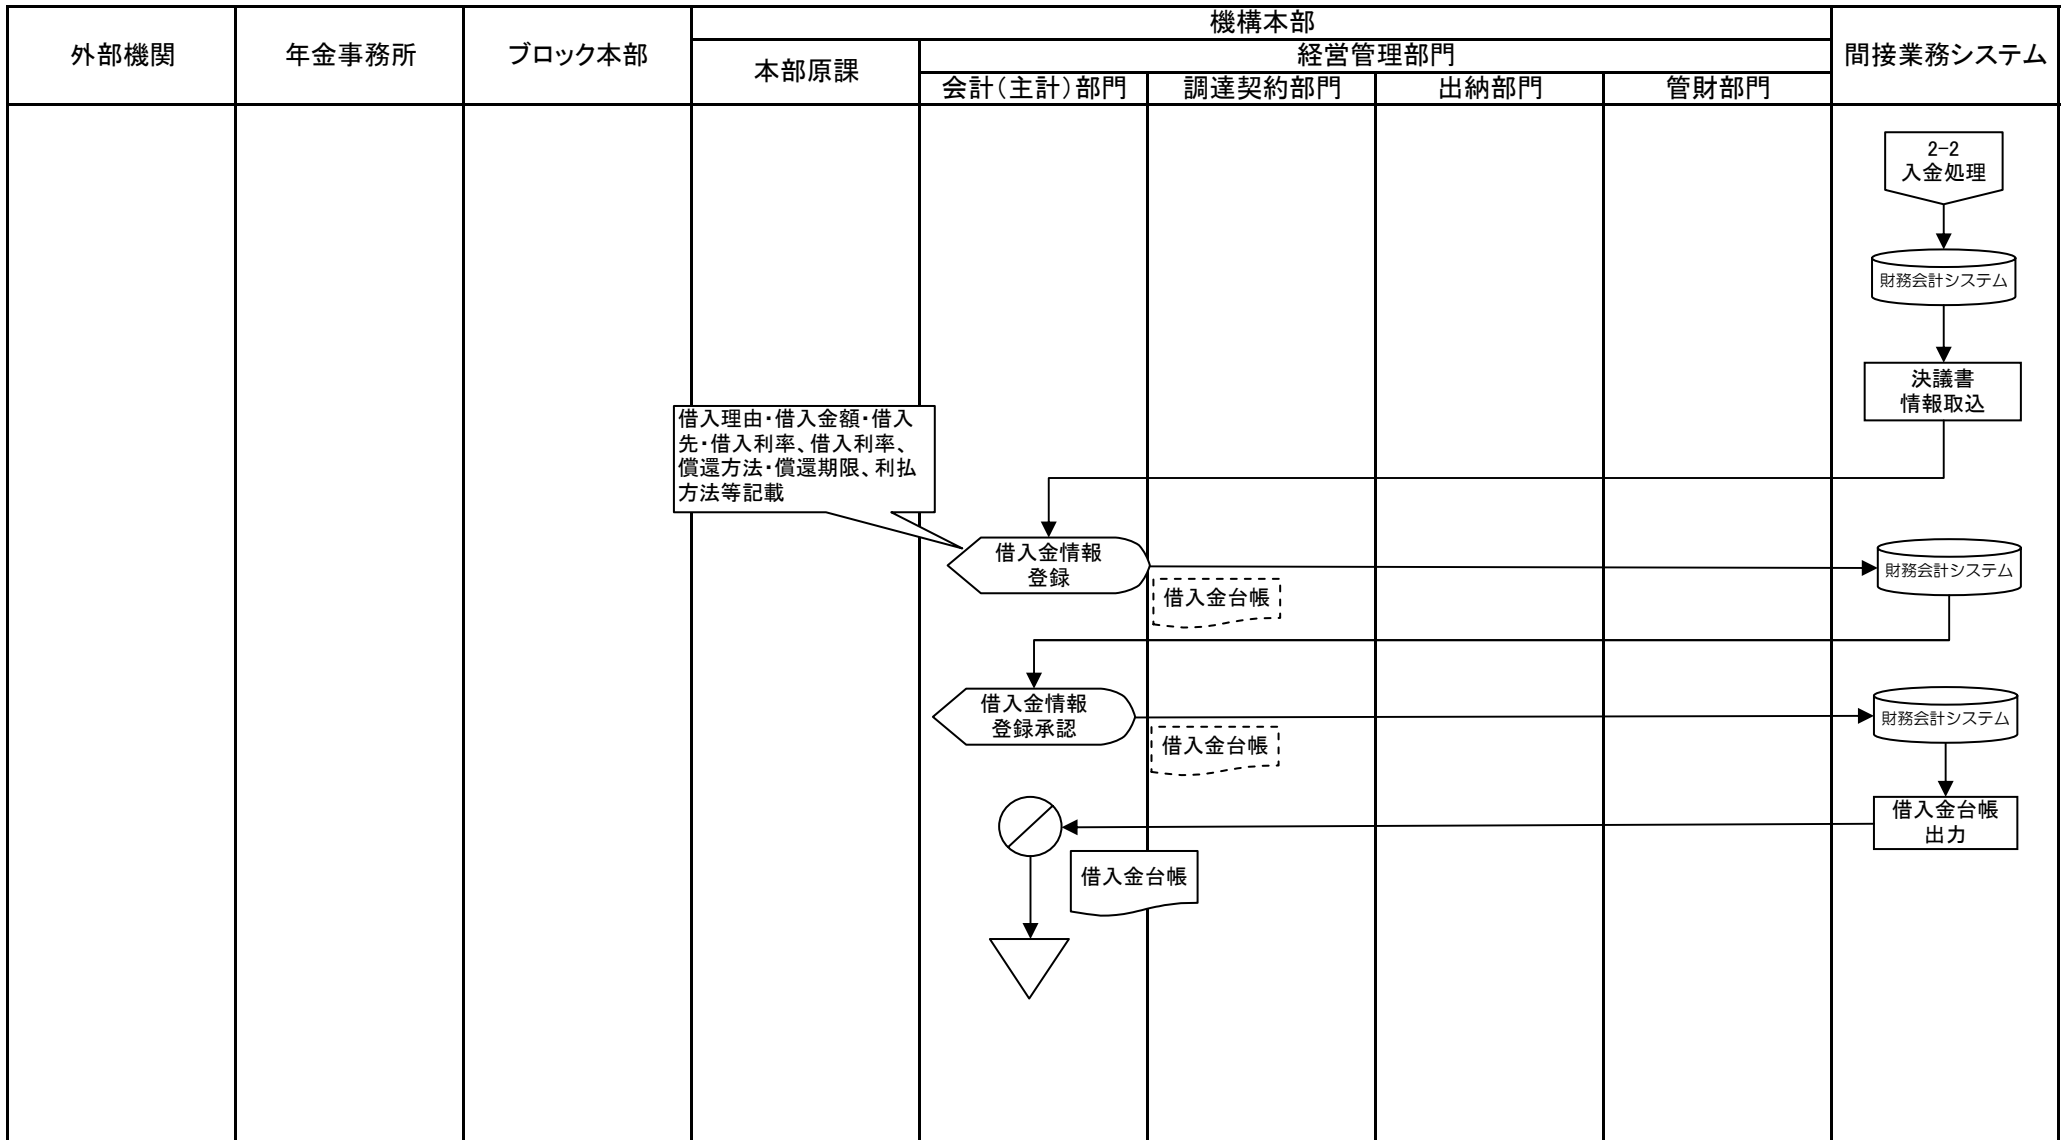 外部機関
年金事務所
ブロック本部
機構本部
本部原課
経営管理部門
会計(主計)部門
調達契約部門
出納部門
管財部門
間接業務システム
2-2
入金処理
財務会計システム
決議書
情報取込
借入理由・借入金額・借入
先・借入利率、借入利率、
償還方法・償還期限、利払
方法等記載
借入金情報
登録
借入金台帳
財務会計システム
借入金情報
登録承認
借入金台帳
財務会計システム
借入金台帳
出力
借入金台帳